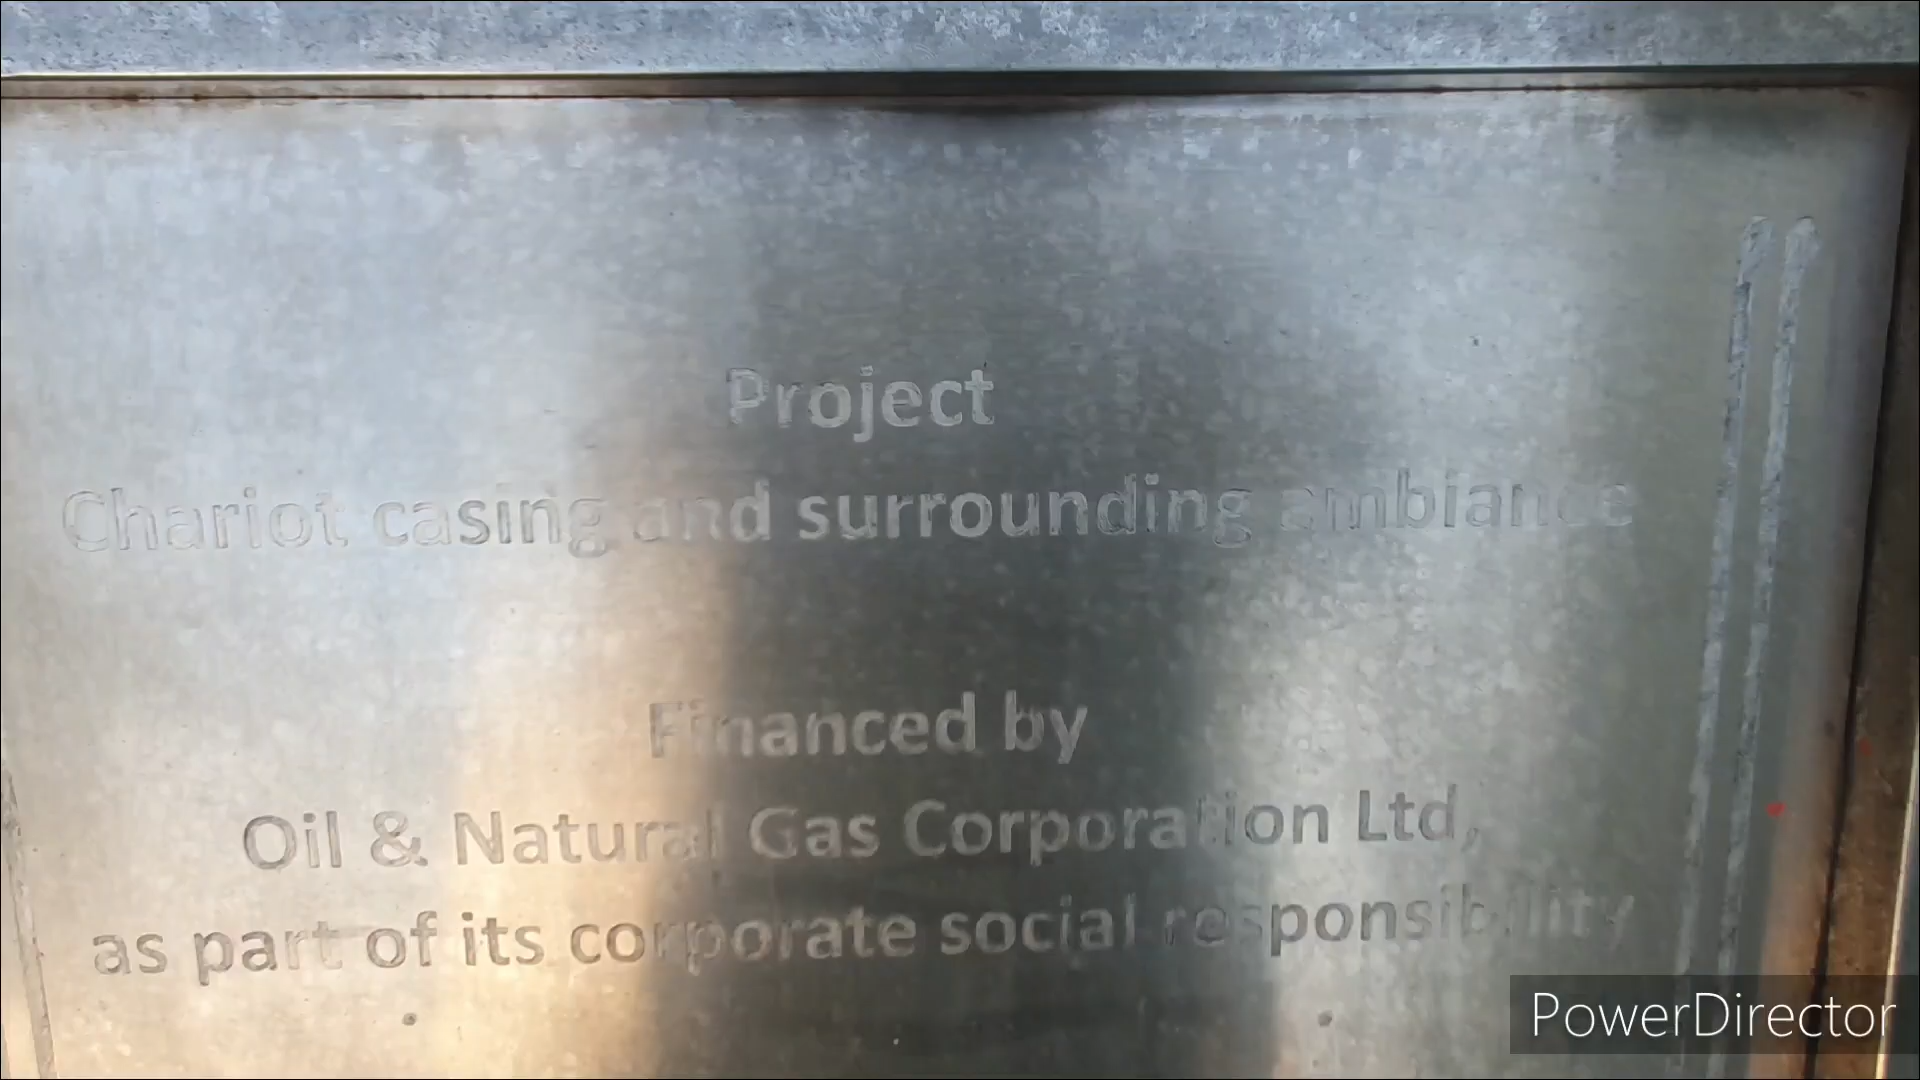 Project
Chariot casing and surrounding ambiance
Financed by
Oil & Natural Gas Corporation Ltd,
as part of its corporate social responsibility
PowerDirector